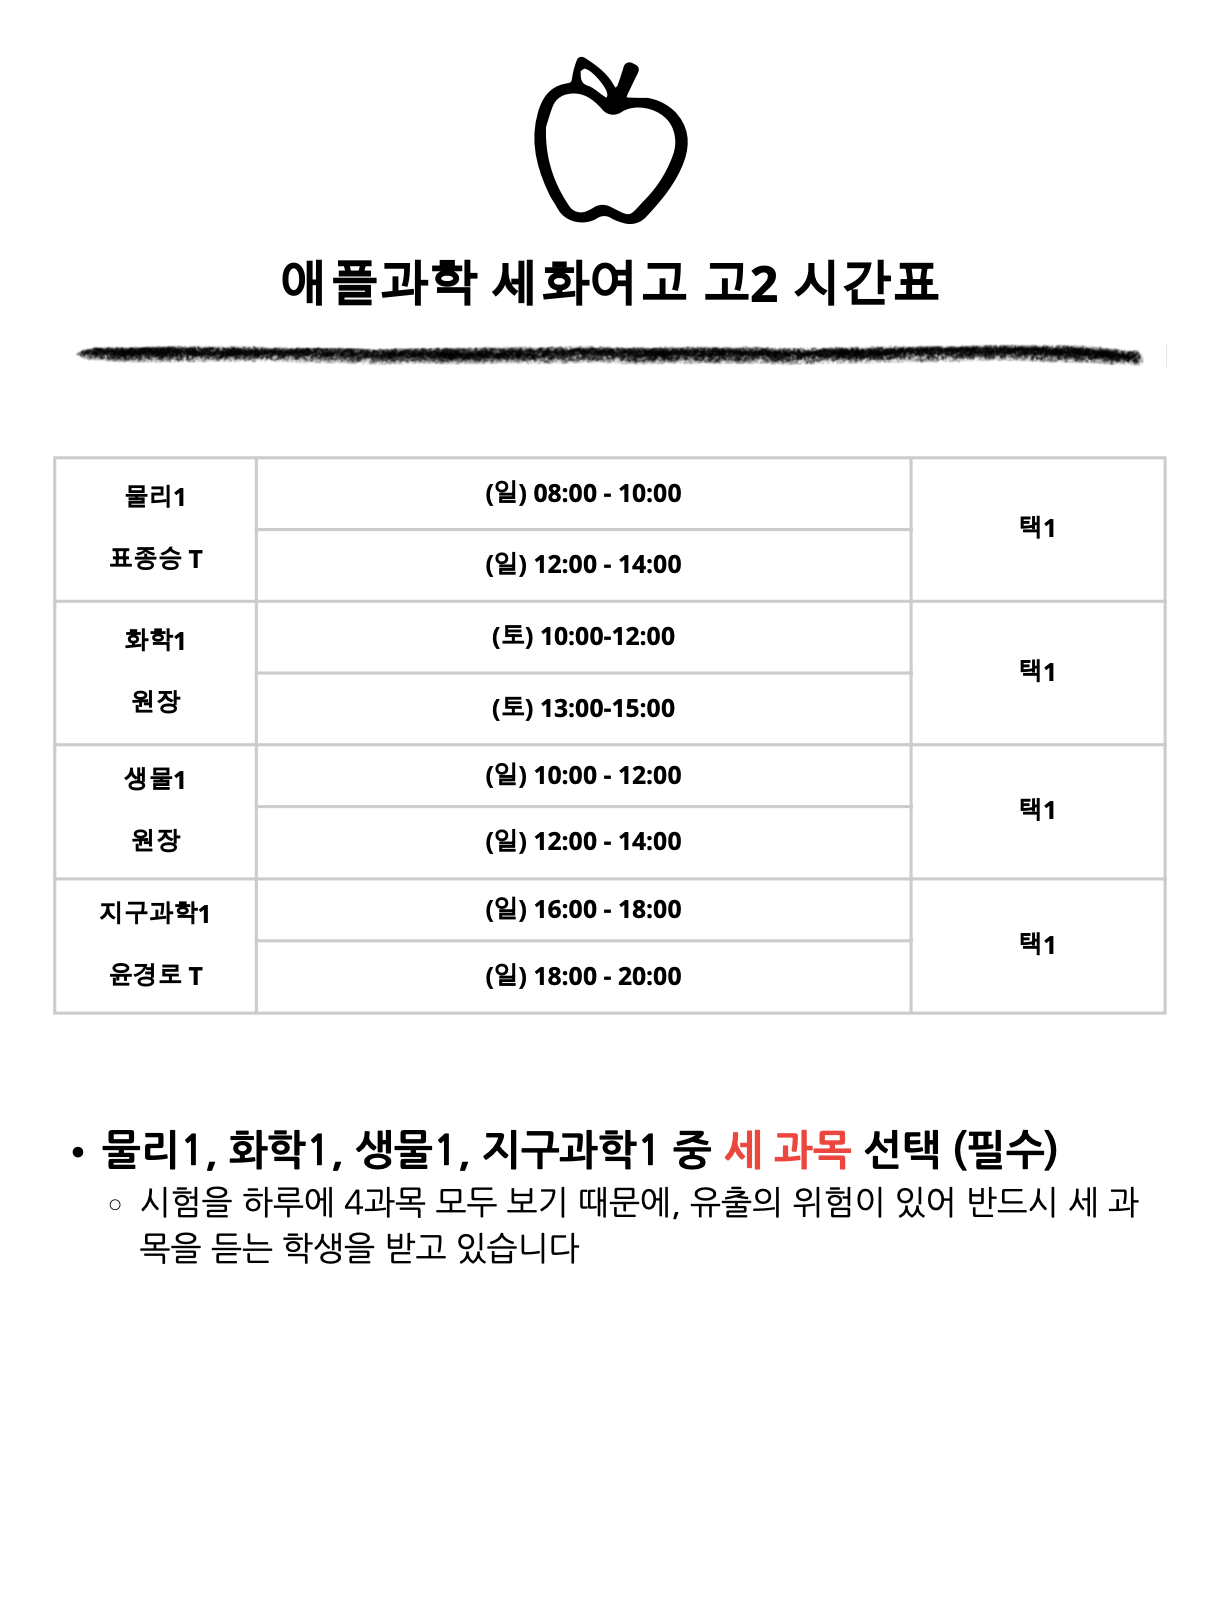 애플과학 세화여고 고2 시간표
물리1
표종승 T
(일) 08:00 - 10:00
(일) 12:00 - 14:00
택1
화학1
원장
(토) 10:00-12:00
(토) 13:00-15:00
택1
생물1
원장
(일) 10:00 - 12:00
(일) 12:00 - 14:00
택1
지구과학1
윤경로 T
(일) 16:00 - 18:00
(일) 18:00 - 20:00
택1
• 물리1, 화학1, 생물1, 지구과학1 중 세 과목 선택 (필수)
○ 시험을 하루에 4과목 모두 보기 때문에, 유출의 위험이 있어 반드시 세 과
목을 듣는 학생을 받고 있습니다